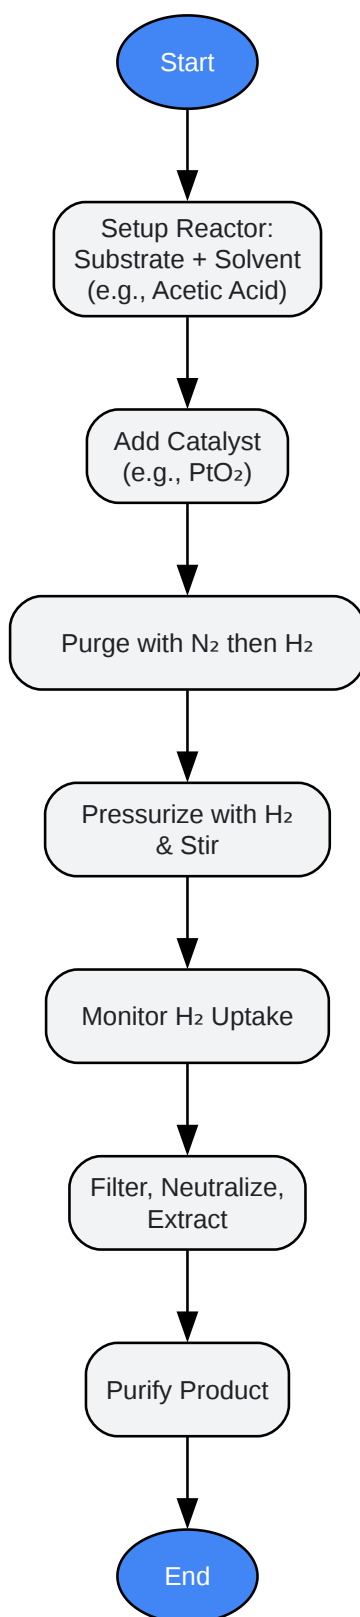 Start
Setup Reactor:
Substrate + Solvent
(e.g., Acetic Acid)
Add Catalyst
(e.g., PtO₂)
Purge with N₂ then H₂
Pressurize with H₂
& Stir
Monitor H₂ Uptake
Filter, Neutralize,
Extract
Purify Product
End